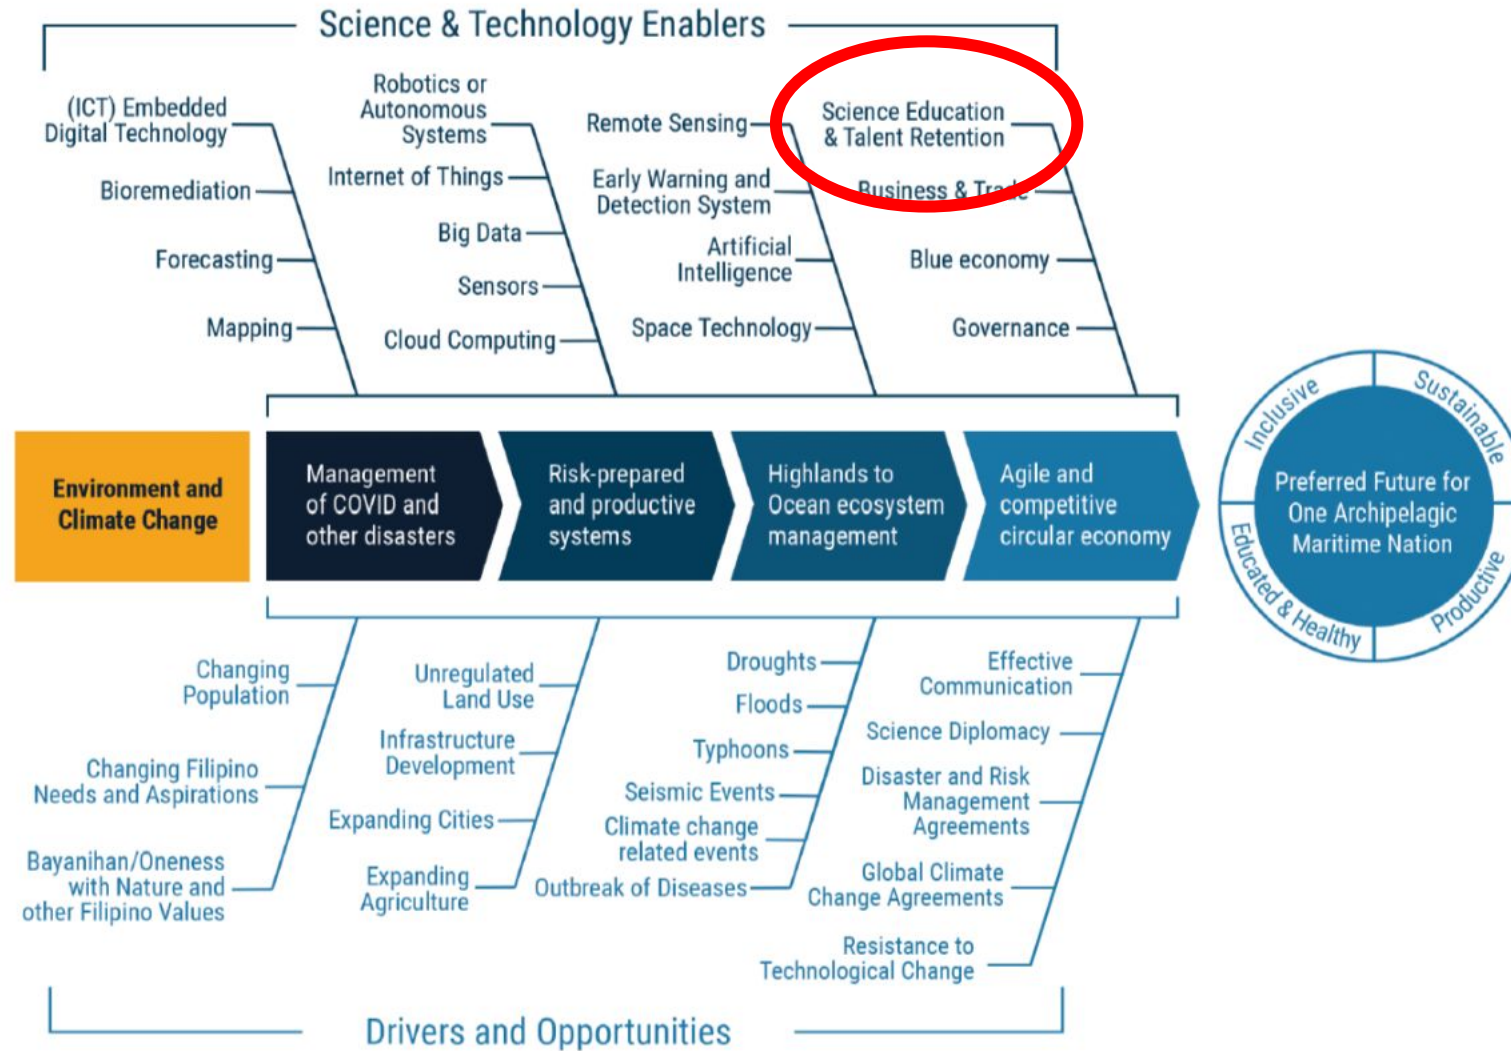 Science & Technology Enablers
(ICT) Embedded
Digital Technology
Bioremediation
Forecasting
Mapping
Robotics or
Autonomous
Systems
Internet of Things
Big Data
Sensors
Cloud Computing
Remote Sensing
Early Warning and
Detection System
Artificial
Intelligence
Space Technology
Science Education
& Talent Retention
Business & Trade
Blue economy
Governance
Environment and
Climate Change
Management
of COVID and
other disasters
Risk-prepared
and productive
systems
Highlands to
Ocean ecosystem
management
Agile and
competitive
circular economy
Inclusive
Sustainable
Preferred Future for
One Archipelagic
Maritime Nation
Educated & Healthy
Productive
Changing
Population
Changing Filipino
Needs and Aspirations
Bayanihan/Oneness
with Nature and
other Filipino Values
Unregulated
Land Use
Infrastructure
Development
Expanding Cities
Expanding
Agriculture
Droughts
Floods
Typhoons
Seismic Events
Climate change
related events
Outbreak of Diseases
Effective
Communication
Science Diplomacy
Disaster and Risk
Management
Agreements
Global Climate
Change Agreements
Resistance to
Technological Change
Drivers and Opportunities